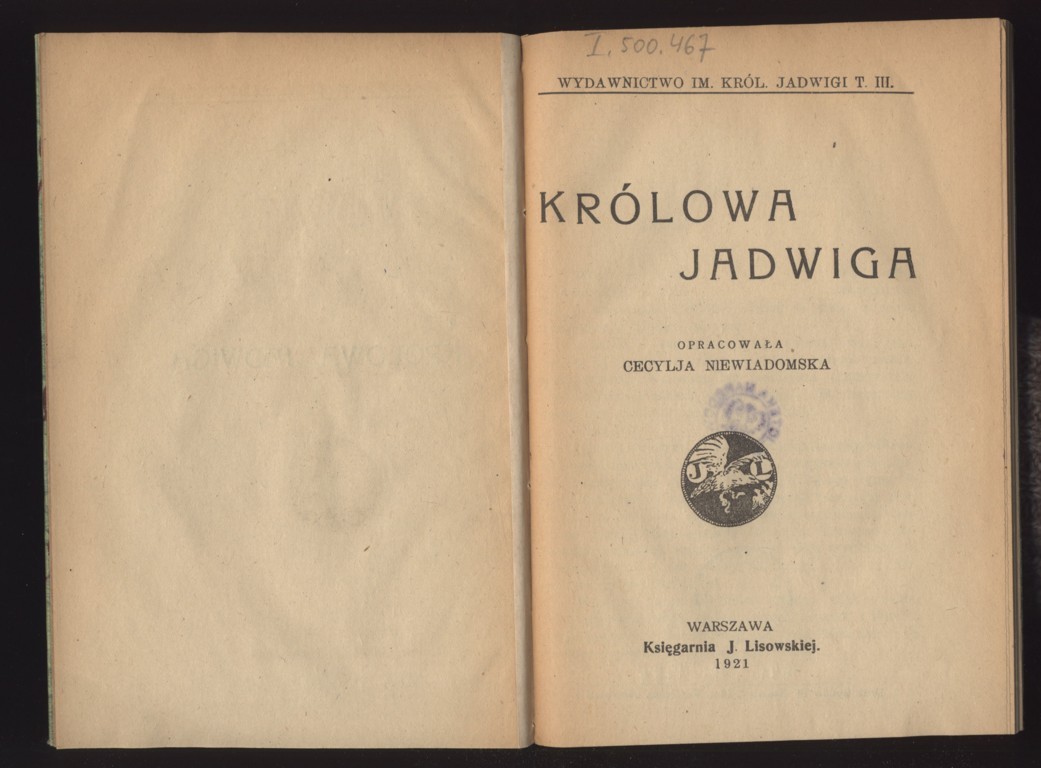 I. 500.467
WYDAWNICTWO IM. KRÓL. JADWIGI T. III.
KRÓLOWA
JADWIGA
OPRACOWAŁA
CECYLJA NIEWIADOMSKA
J L
WARSZAWA
Księgarnia J. Lisowskiej.
1921